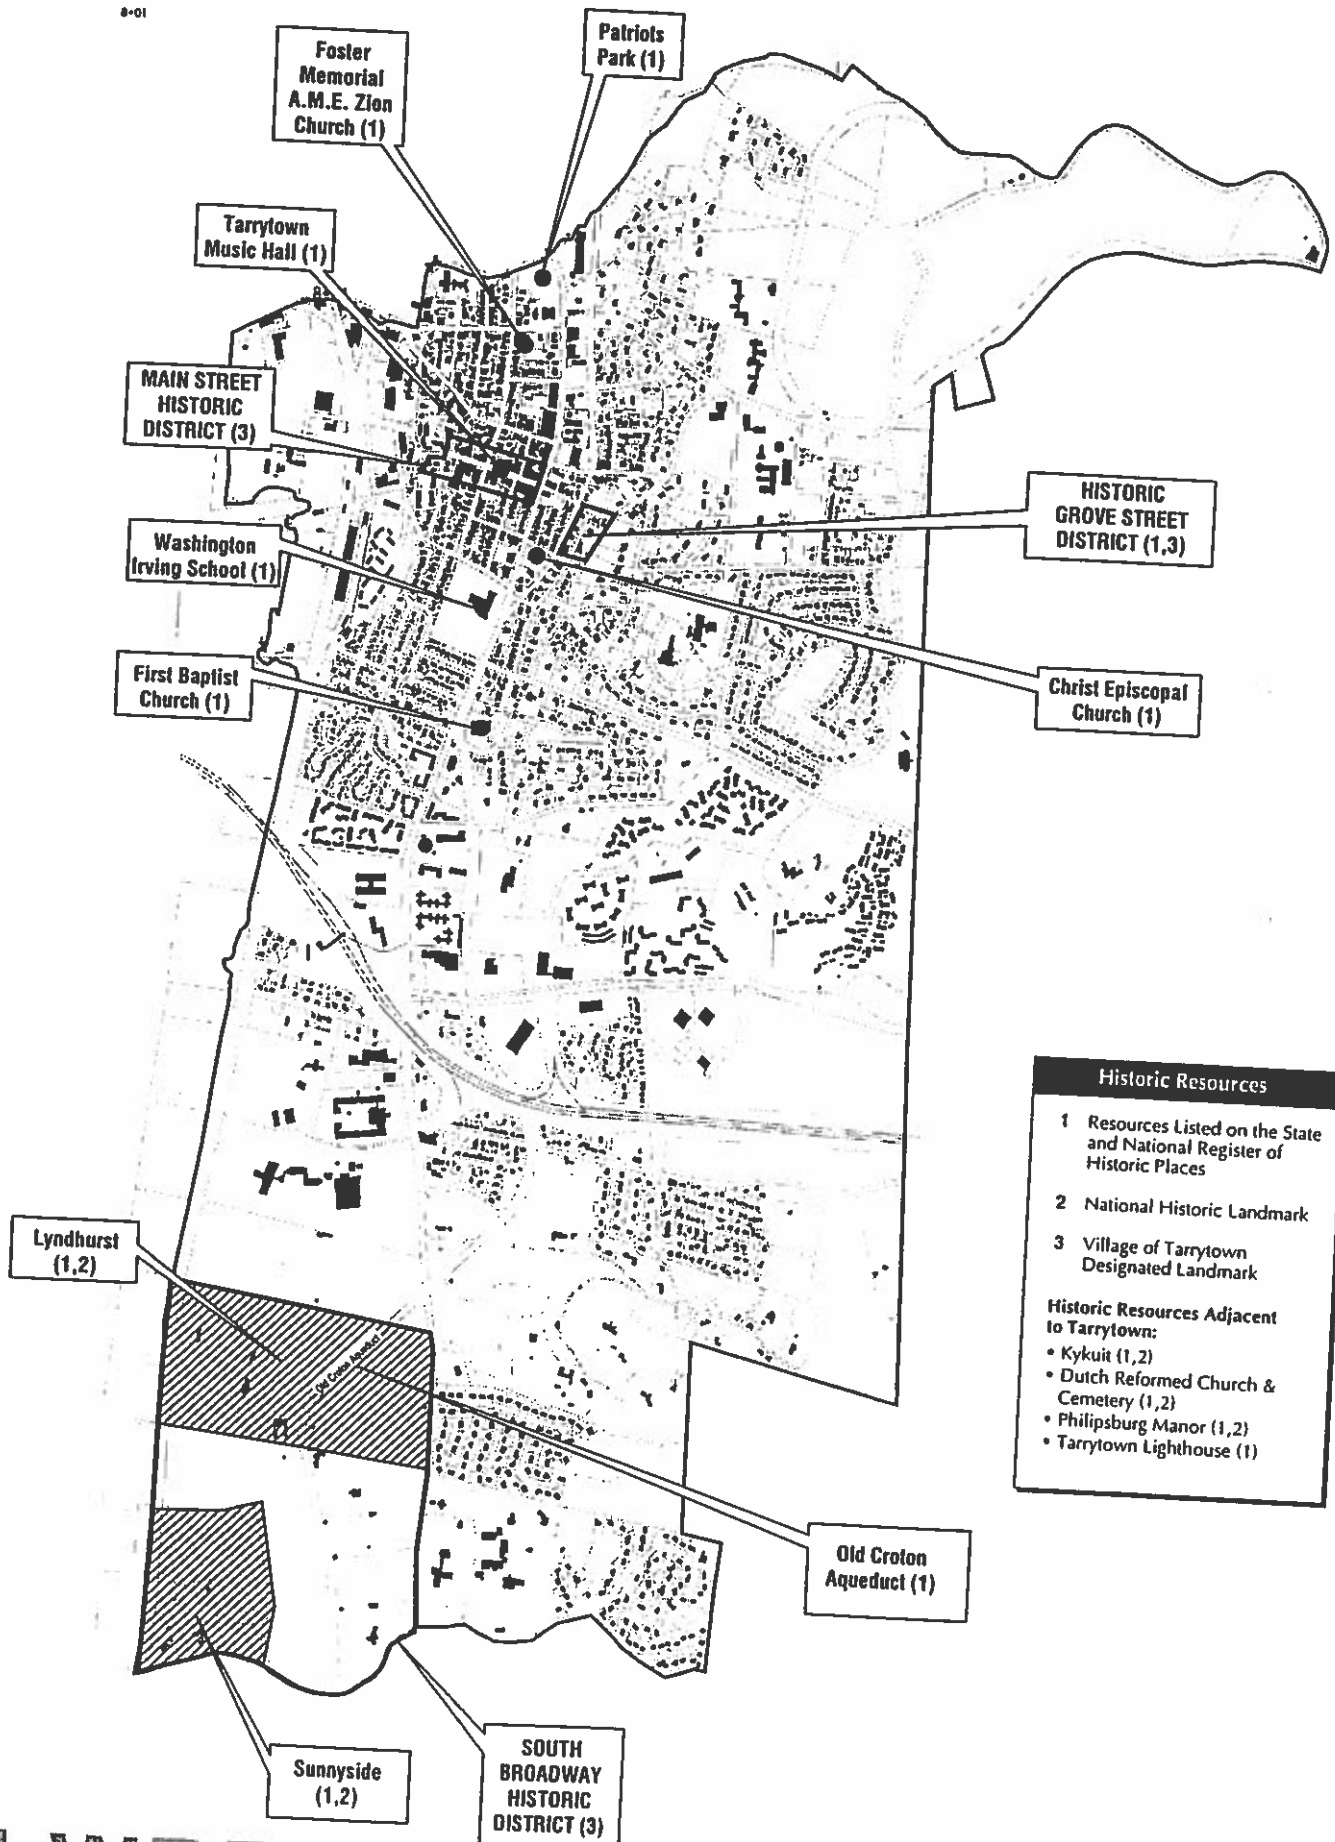 8-01
Patriots
Park (1)
Foster
Memorial
A.M.E. Zion
Church (1)
Tarrytown
Music Hall (1)
MAIN STREET
HISTORIC
DISTRICT (3)
HISTORIC
GROVE STREET
DISTRICT (1,3)
Washington
Irving School (1)
First Baptist
Church (1)
Christ Episcopal
Church (1)
Historic Resources
1 Resources Listed on the State
and National Register of
Historic Places
2 National Historic Landmark
3 Village of Tarrytown
Designated Landmark
Historic Resources Adjacent
to Tarrytown:
• Kykuit (1,2)
• Dutch Reformed Church &
Cemetery (1,2)
• Philipsburg Manor (1,2)
• Tarrytown Lighthouse (1)
Lyndhurst
(1,2)
Old Croton Aqueduct
Old Croton
Aqueduct (1)
Sunnyside
(1,2)
SOUTH
BROADWAY
HISTORIC
DISTRICT (3)